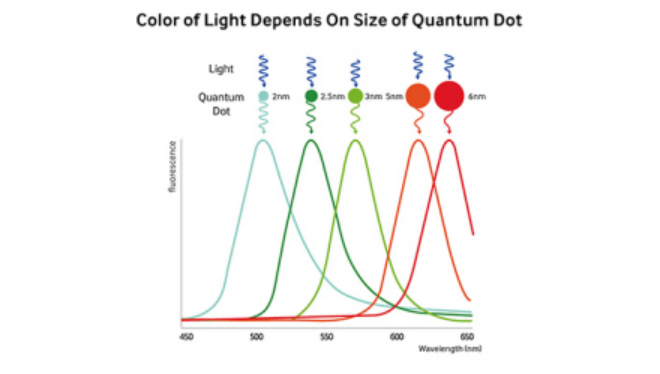 Color of Light Depends On Size of Quantum Dot
Light
Quantum
Dot
2nm
2.5nm
3nm
5nm
6nm
fluorescence
450
500
550
600
650
Wavelength(nm)